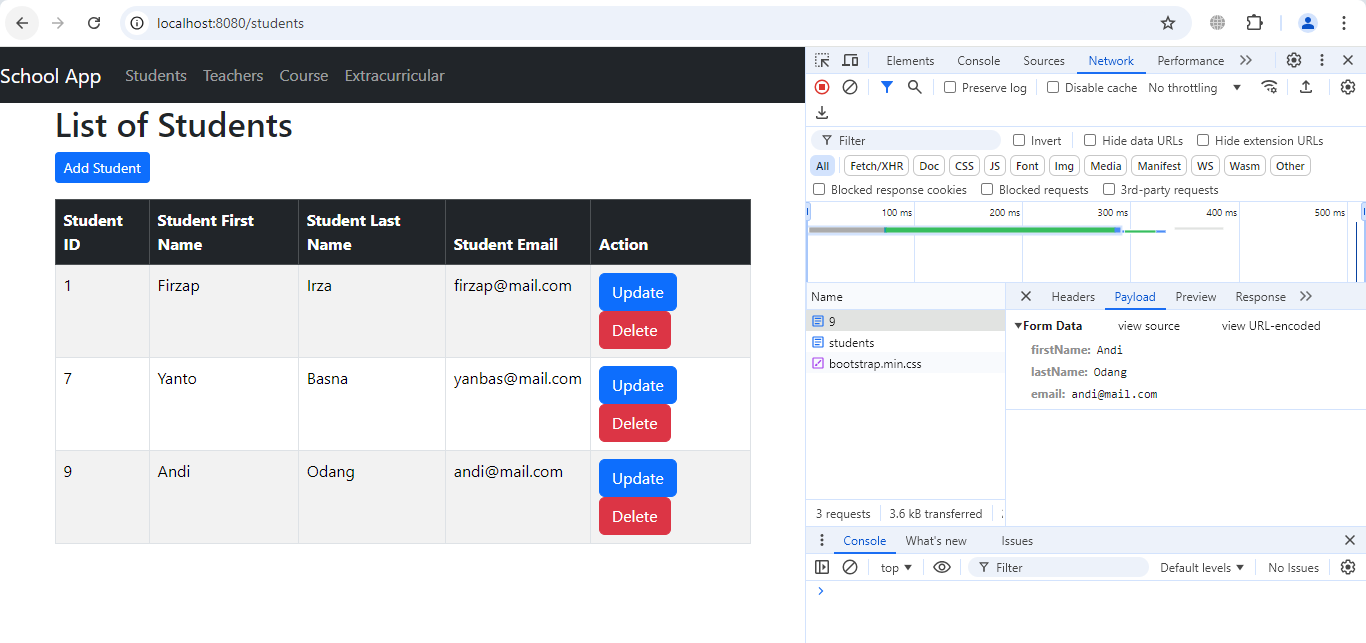 localhost:8080/students
School App Students Teachers Course Extracurricular
List of Students
Add Student
Student ID Student First Name Student Last Name Student Email Action
1 Firzap Irza firzap@mail.com Update
Delete
7 Yanto Basna yanbas@mail.com Update
Delete
9 Andi Odang andi@mail.com Update
Delete
Elements Console Sources Network Performance
Preserve log Disable cache No throttling
Filter Invert Hide data URLs Hide extension URLs
All Fetch/XHR Doc CSS JS Font Img Media Manifest WS Wasm Other
Blocked response cookies Blocked requests 3rd-party requests
100 ms 200 ms 300 ms 400 ms 500 ms
Name
9
students
bootstrap.min.css
3 requests 3.6 kB transferred
Headers Payload Preview Response
Form Data view source view URL-encoded
firstName: Andi
lastName: Odang
email: andi@mail.com
Console What's new Issues
top Filter Default levels No Issues